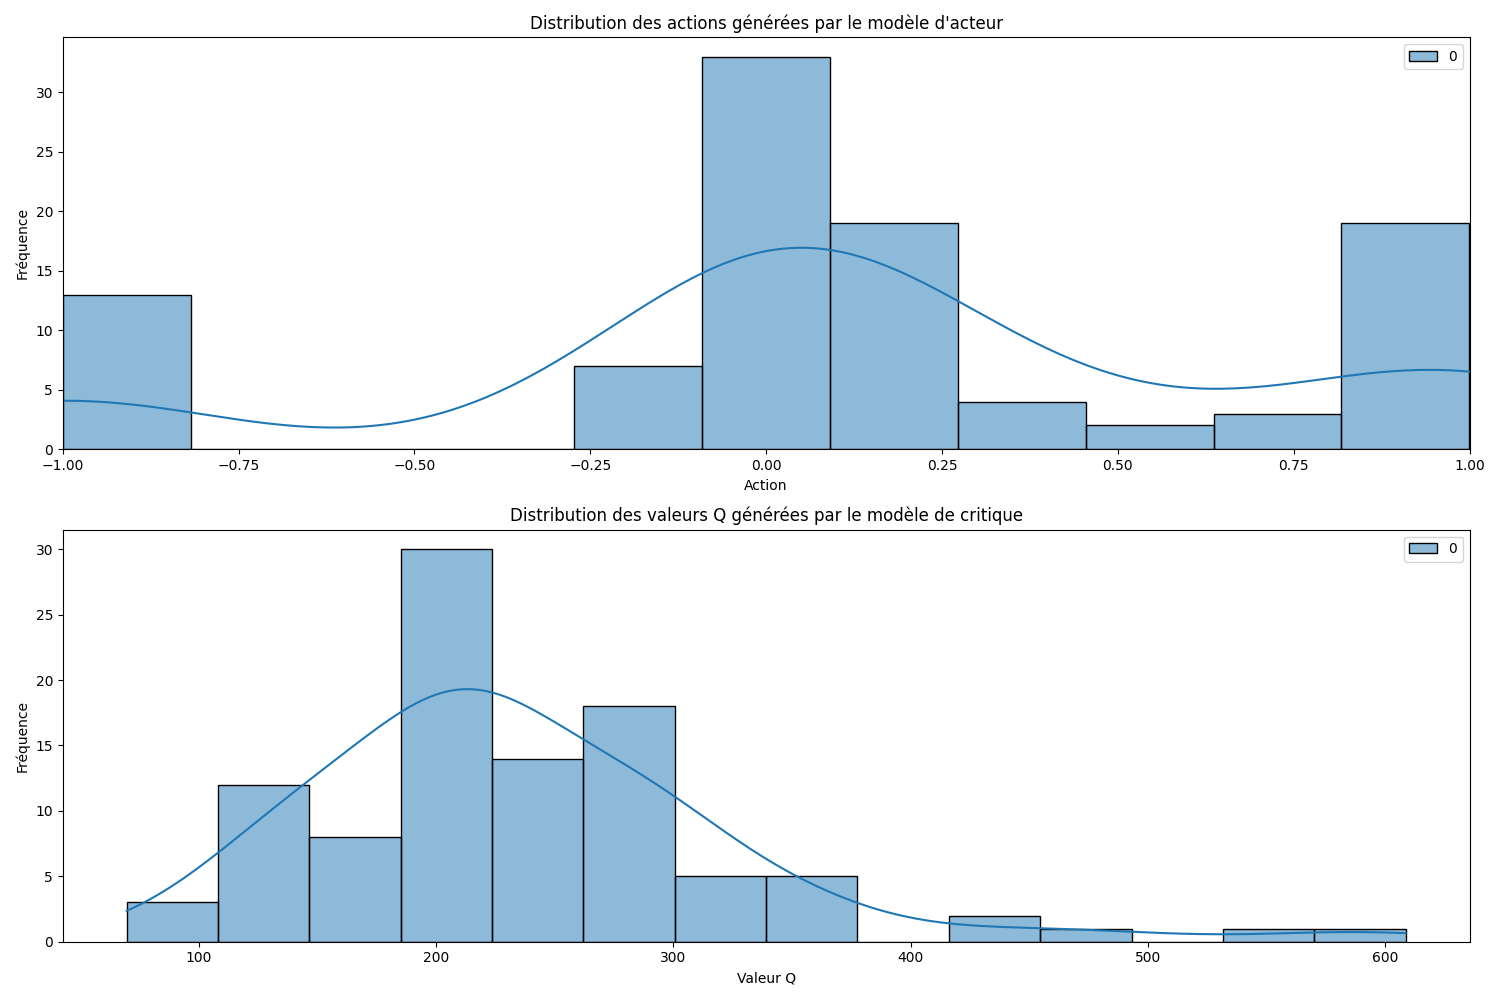 Distribution des actions générées par le modèle d'acteur
0
30
25
20
15
10
5
0
Fréquence
−1.00 −0.75 −0.50 −0.25 0.00 0.25 0.50 0.75 1.00
Action
Distribution des valeurs Q générées par le modèle de critique
0
30
25
20
15
10
5
0
Fréquence
100 200 300 400 500 600
Valeur Q